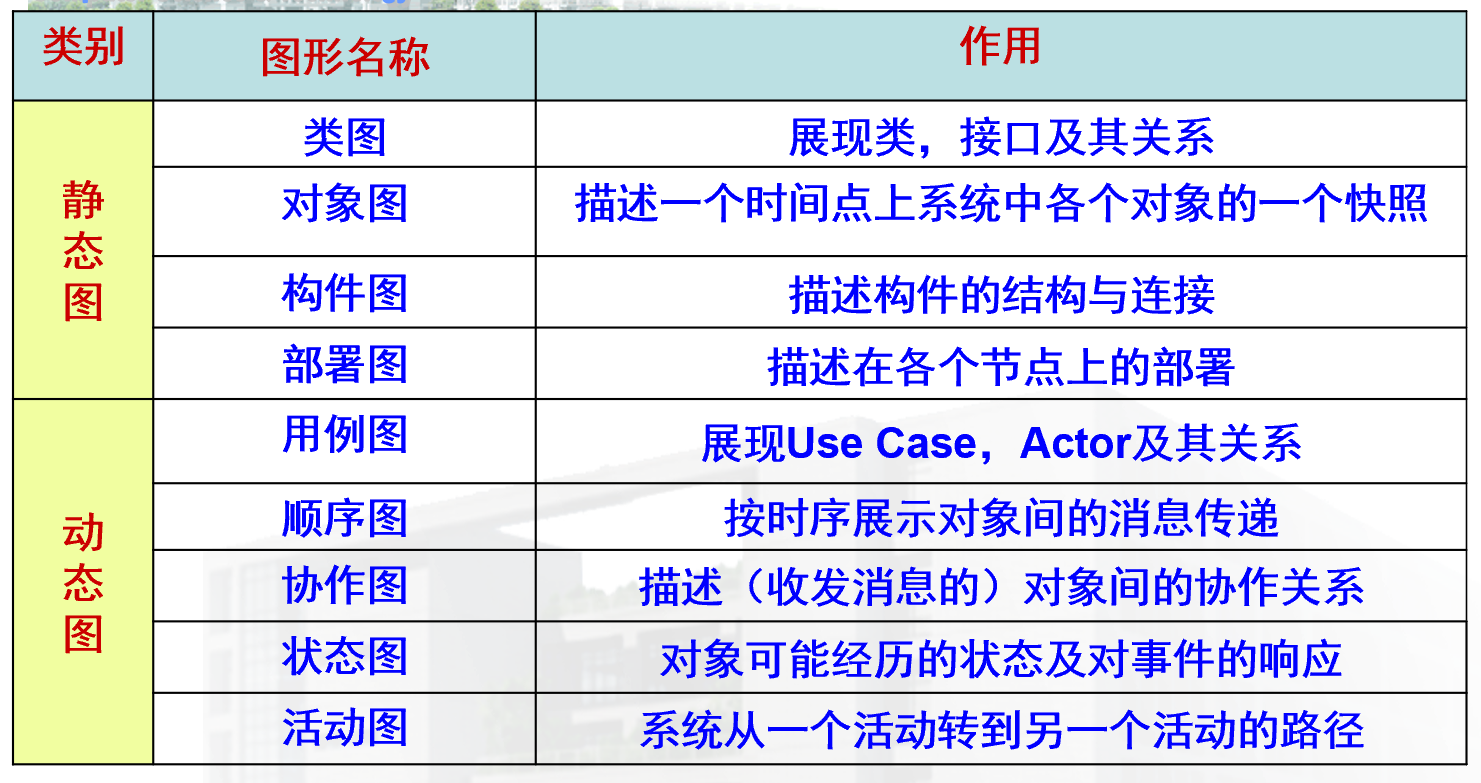 类别 图形名称 作用
静态图
类图 展现类，接口及其关系
对象图 描述一个时间点上系统中各个对象的一个快照
构件图 描述构件的结构与连接
部署图 描述在各个节点上的部署
动态图
用例图 展现Use Case，Actor及其关系
顺序图 按时序展示对象间的消息传递
协作图 描述（收发消息的）对象间的协作关系
状态图 对象可能经历的状态及对事件的响应
活动图 系统从一个活动转到另一个活动的路径